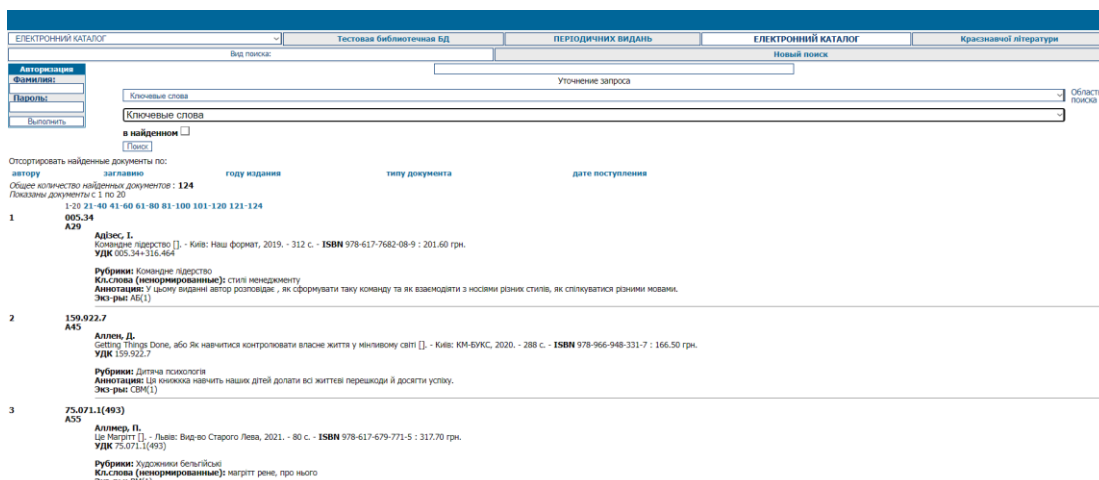 ЕЛЕКТРОННИЙ КАТАЛОГ Тестовая библиотечная БД ПЕРІОДИЧНИХ ВИДАНЬ ЕЛЕКТРОННИЙ КАТАЛОГ Краєзнавчої літератури
Вид поиска: Новый поиск
Авторизация
Фамилия:
Уточнение запроса
Пароль:
Ключевые слова Область поиска
Ключевые слова
Выполнить
в найденном
Поиск
Отсортировать найденные документы по:
автору заглавию году издания типу документа дате поступления
Общее количество найденных документов : 124
Показаны документы с 1 по 20
1-20 21-40 41-60 61-80 81-100 101-120 121-124
1 005.34
А29
Адізес, І.
Командне лідерство []. - Київ: Наш формат, 2019. - 312 с. - ISBN 978-617-7682-08-9 : 201.60 грн.
УДК 005.34+316.464
Рубрики: Командне лідерство
Кл.слова (ненормированные): стилі менеджменту
Аннотация: У цьому виданні автор розповідає , як сформувати таку команду та як взаємодіяти з носіями різних стилів, як спілкуватися різними мовами.
Экз-ры: АБ(1)
2 159.922.7
А45
Аллен, Д.
Getting Things Done, або Як навчитися контролювати власне життя у мінливому світі []. - Київ: КМ-БУКС, 2020. - 288 с. - ISBN 978-966-948-331-7 : 166.50 грн.
УДК 159.922.7
Рубрики: Дитяча психологія
Аннотация: Ця книжкка навчить наших дітей долати всі життєві перешкоди й досягти успіху.
Экз-ры: СВМ(1)
3 75.071.1(493)
А55
Аллмер, П.
Це Магрітт []. - Львів: Вид-во Старого Лева, 2021. - 80 с. - ISBN 978-617-679-771-5 : 317.70 грн.
УДК 75.071.1(493)
Рубрики: Художники бельгійські
Кл.слова (ненормированные): магрітт рене, про нього